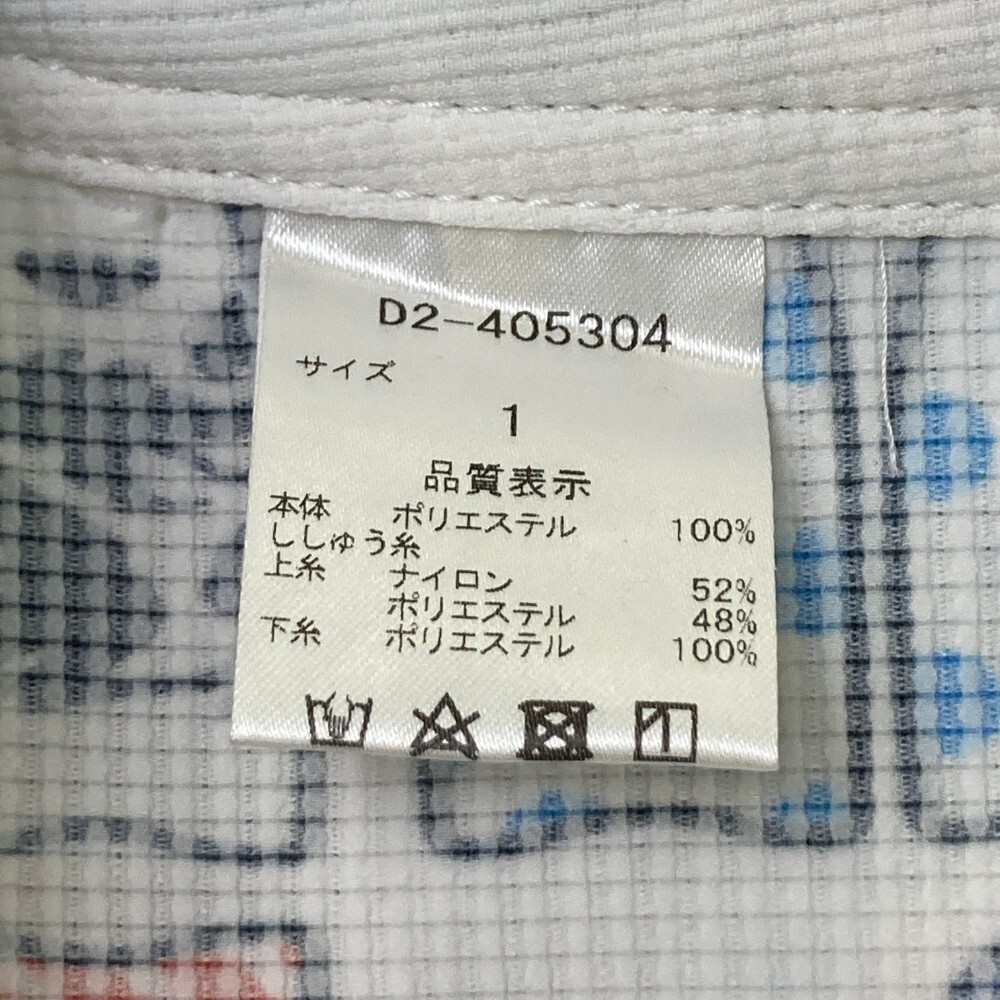 D2-405304
サイズ
1
品質表示
本体 ポリエステル 100%
ししゅう糸
上糸 ナイロン 52%
ポリエステル 48%
下糸 ポリエステル 100%